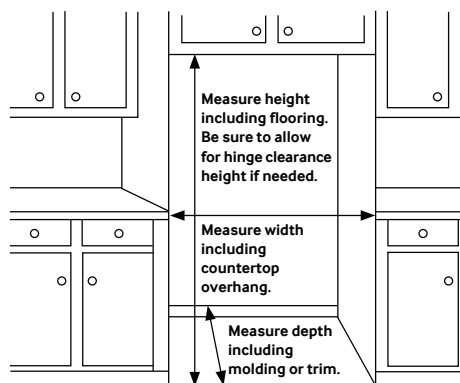 Measure height
including flooring.
Be sure to allow
for hinge clearance
height if needed.
Measure width
including
countertop
overhang.
Measure depth
including
molding or trim.